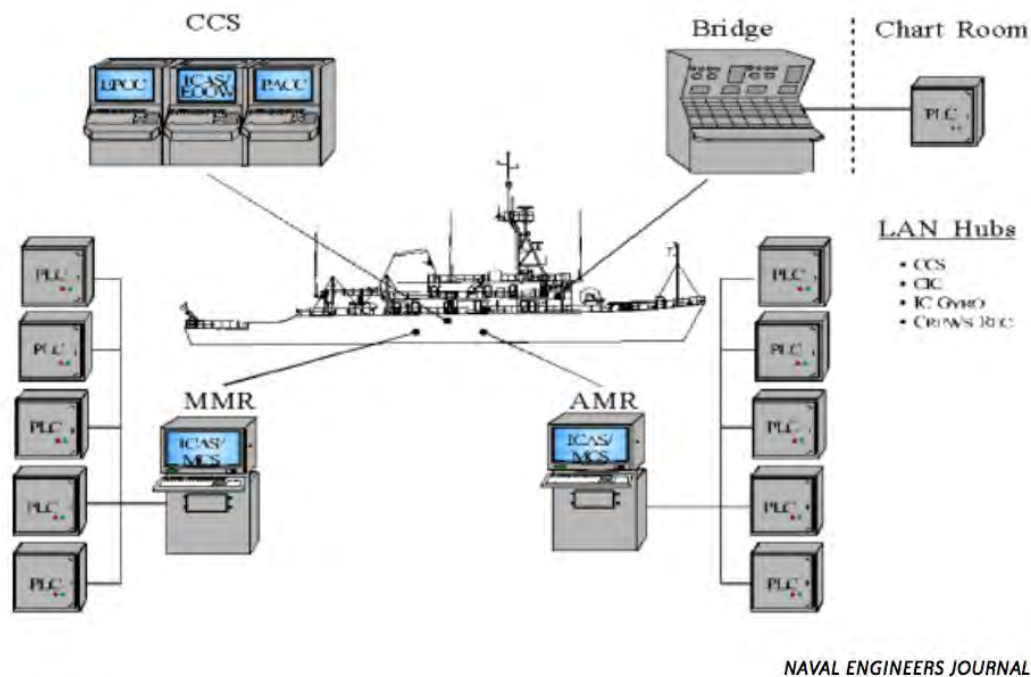 CCS
Bridge
Chart Room
EPCC
ICAS/
EOOW
PACC
PLC
LAN Hubs
• CCS
• CIC
• IC GYRO
PLC
PLC
PLC
PLC
PLC
MMR
ICAS/
MCS
AMR
ICAS/
MCS
PLC
PLC
PLC
PLC
PLC
NAVAL ENGINEERS JOURNAL